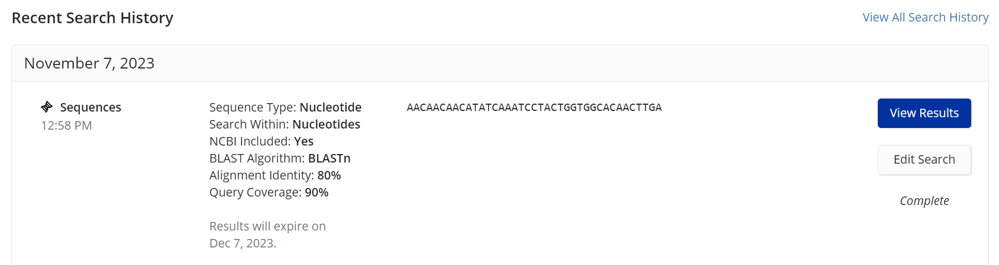 Recent Search History
View All Search History
November 7, 2023
Sequences
12:58 PM
Sequence Type: Nucleotide
Search Within: Nucleotides
NCBI Included: Yes
BLAST Algorithm: BLASTn
Alignment Identity: 80%
Query Coverage: 90%
Results will expire on
Dec 7, 2023.
AACAACAACATATCAAATCCTACTGGTGGCACAACTTGA
View Results
Edit Search
Complete